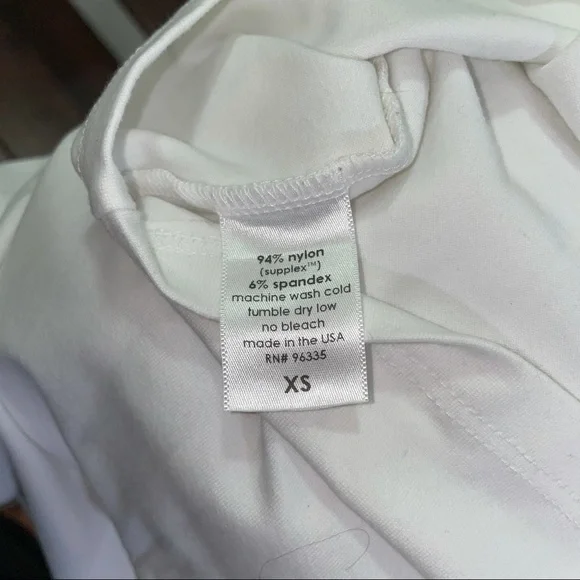 94% nylon
(supplex™)
6% spandex
machine wash cold
tumble dry low
no bleach
made in the USA
RN# 96335
XS